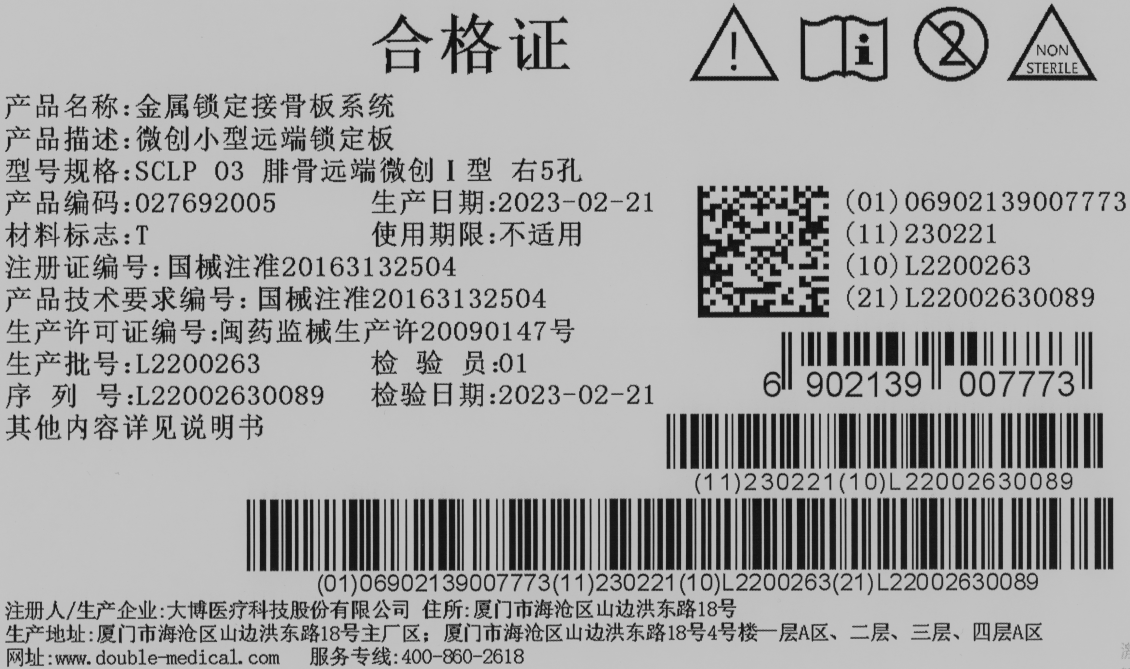 合格证
NON
STERILE
产品名称:金属锁定接骨板系统
产品描述:微创小型远端锁定板
型号规格:SCLP 03 腓骨远端微创Ⅰ型 右5孔
产品编码:027692005 生产日期:2023-02-21
材料标志:T 使用期限:不适用
注册证编号:国械注准20163132504
产品技术要求编号:国械注准20163132504
生产许可证编号:闽药监械生产许20090147号
生产批号:L2200263 检 验 员:01
序 列 号:L22002630089 检验日期:2023-02-21
其他内容详见说明书
(01)06902139007773
(11)230221
(10)L2200263
(21)L22002630089
6 902139 007773
(11)230221(10)L22002630089
(01)06902139007773(11)230221(10)L2200263(21)L22002630089
注册人/生产企业:大博医疗科技股份有限公司 住所:厦门市海沧区山边洪东路18号
生产地址:厦门市海沧区山边洪东路18号主厂区；厦门市海沧区山边洪东路18号4号楼一层A区、二层、三层、四层A区
网址:www.double-medical.com 服务专线:400-860-2618